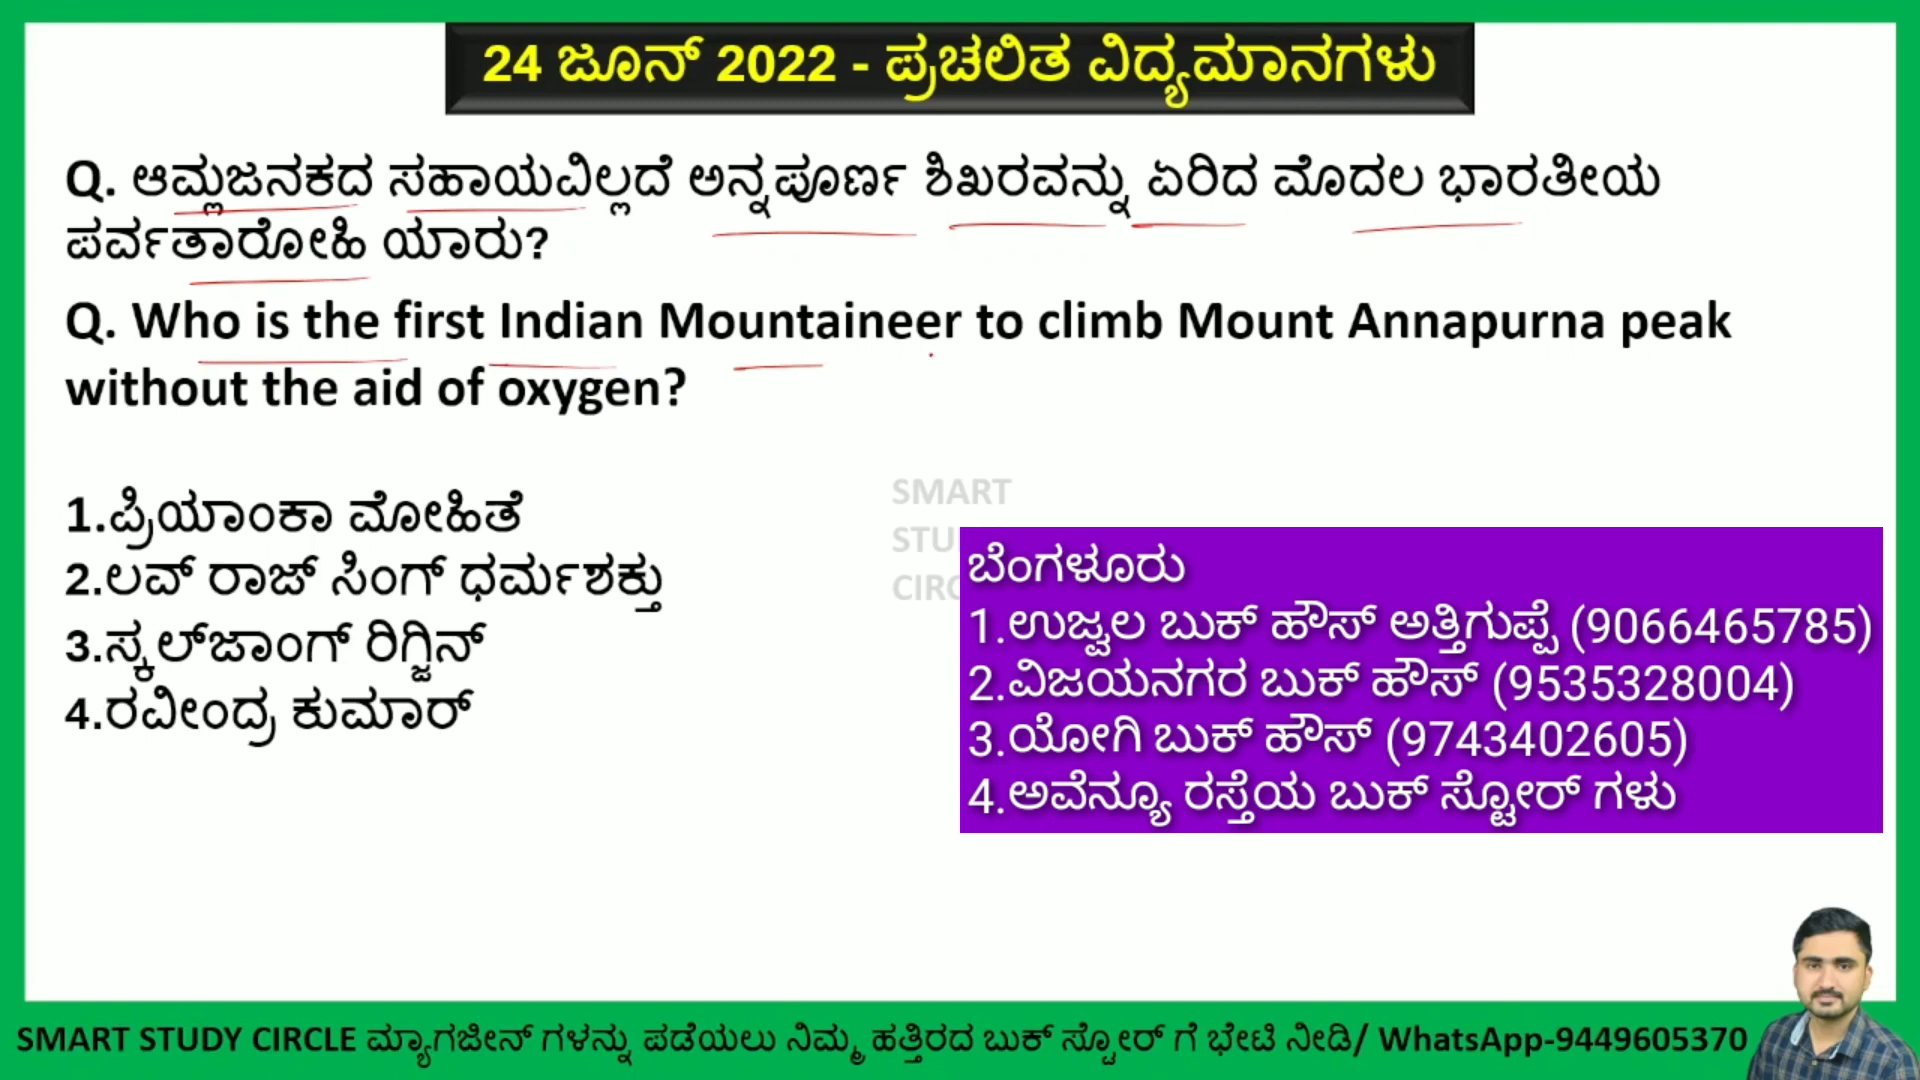 24 ಜೂನ್ 2022 - ಪ್ರಚಲಿತ ವಿದ್ಯಮಾನಗಳು
Q. ಆಮ್ಲಜನಕದ ಸಹಾಯವಿಲ್ಲದೆ ಅನ್ನಪೂರ್ಣ ಶಿಖರವನ್ನು ಏರಿದ ಮೊದಲ ಭಾರತೀಯ
ಪರ್ವತಾರೋಹಿ ಯಾರು?
Q. Who is the first Indian Mountaineer to climb Mount Annapurna peak
without the aid of oxygen?
1.ಪ್ರಿಯಾಂಕಾ ಮೋಹಿತೆ
2.ಲವ್ ರಾಜ್ ಸಿಂಗ್ ಧರ್ಮಶಕ್ತು
3.ಸ್ಕಲ್‌ಜಾಂಗ್ ರಿಗ್ಜಿನ್
4.ರವೀಂದ್ರ ಕುಮಾರ್
SMART
STU
CIRC
ಬೆಂಗಳೂರು
1.ಉಜ್ವಲ ಬುಕ್ ಹೌಸ್ ಅತ್ತಿಗುಪ್ಪೆ (9066465785)
2.ವಿಜಯನಗರ ಬುಕ್ ಹೌಸ್ (9535328004)
3.ಯೋಗಿ ಬುಕ್ ಹೌಸ್ (9743402605)
4.ಅವೆನ್ಯೂ ರಸ್ತೆಯ ಬುಕ್ ಸ್ಟೋರ್ ಗಳು
SMART STUDY CIRCLE ಮ್ಯಾಗಜೀನ್ ಗಳನ್ನು ಪಡೆಯಲು ನಿಮ್ಮ ಹತ್ತಿರದ ಬುಕ್ ಸ್ಟೋರ್ ಗೆ ಭೇಟಿ ನೀಡಿ/ WhatsApp-9449605370